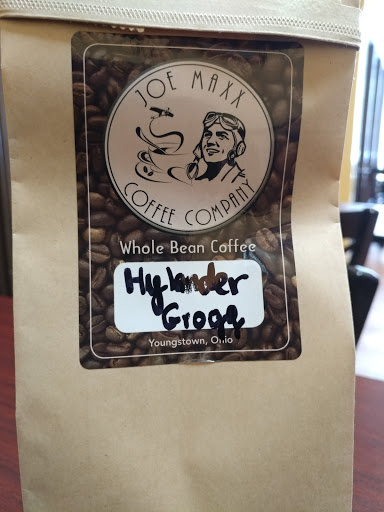 JOE MAXX
COFFEE COMPANY
Whole Bean Coffee
Hylander
Grogg
Youngstown, Ohio